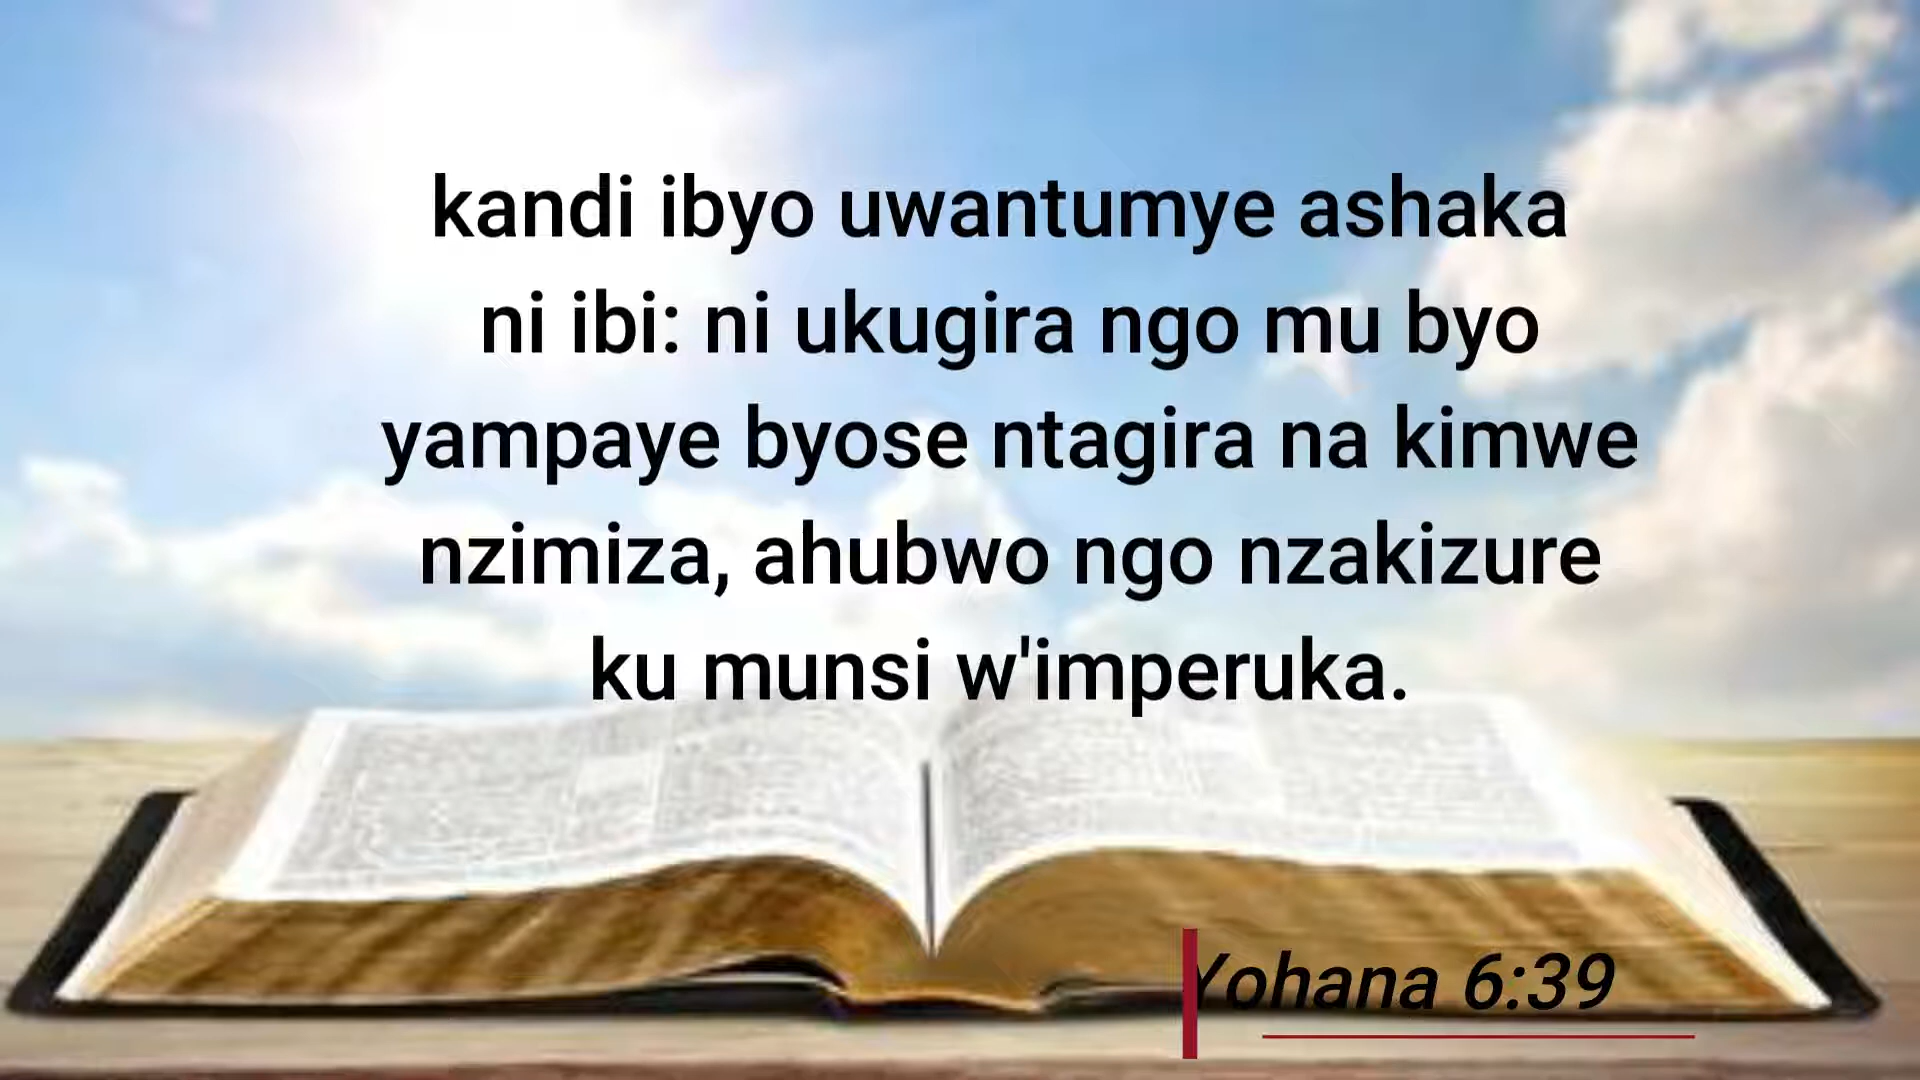 kandi ibyo uwantumye ashaka
ni ibi: ni ukugira ngo mu byo
yampaye byose ntagira na kimwe
nzimiza, ahubwo ngo nzakizure
ku munsi w'imperuka.
Yohana 6:39